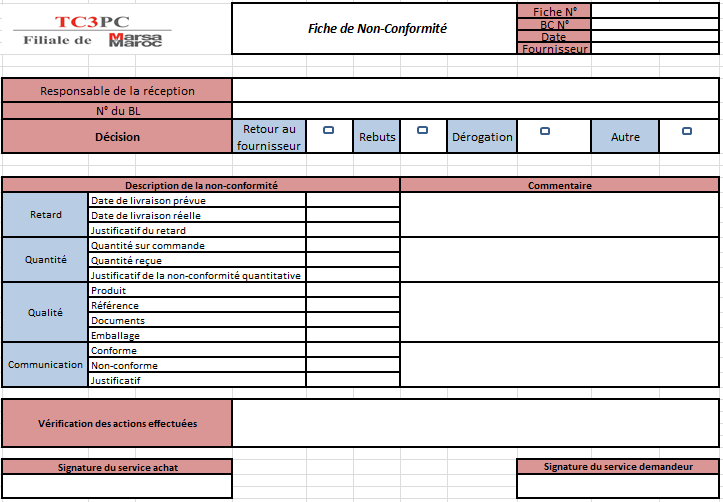 TC3PC
Filiale de Marsa Maroc
Fiche de Non-Conformité
Fiche N°
BC N°
Date
Fournisseur
Responsable de la réception
N° du BL
Décision
Retour au
fournisseur
Rebuts
Dérogation
Autre
Description de la non-conformité
Commentaire
Retard
Date de livraison prévue
Date de livraison réelle
Justificatif du retard
Quantité
Quantité sur commande
Quantité reçue
Justificatif de la non-conformité quantitative
Qualité
Produit
Référence
Documents
Emballage
Communication
Conforme
Non-conforme
Justificatif
Vérification des actions effectuées
Signature du service achat
Signature du service demandeur